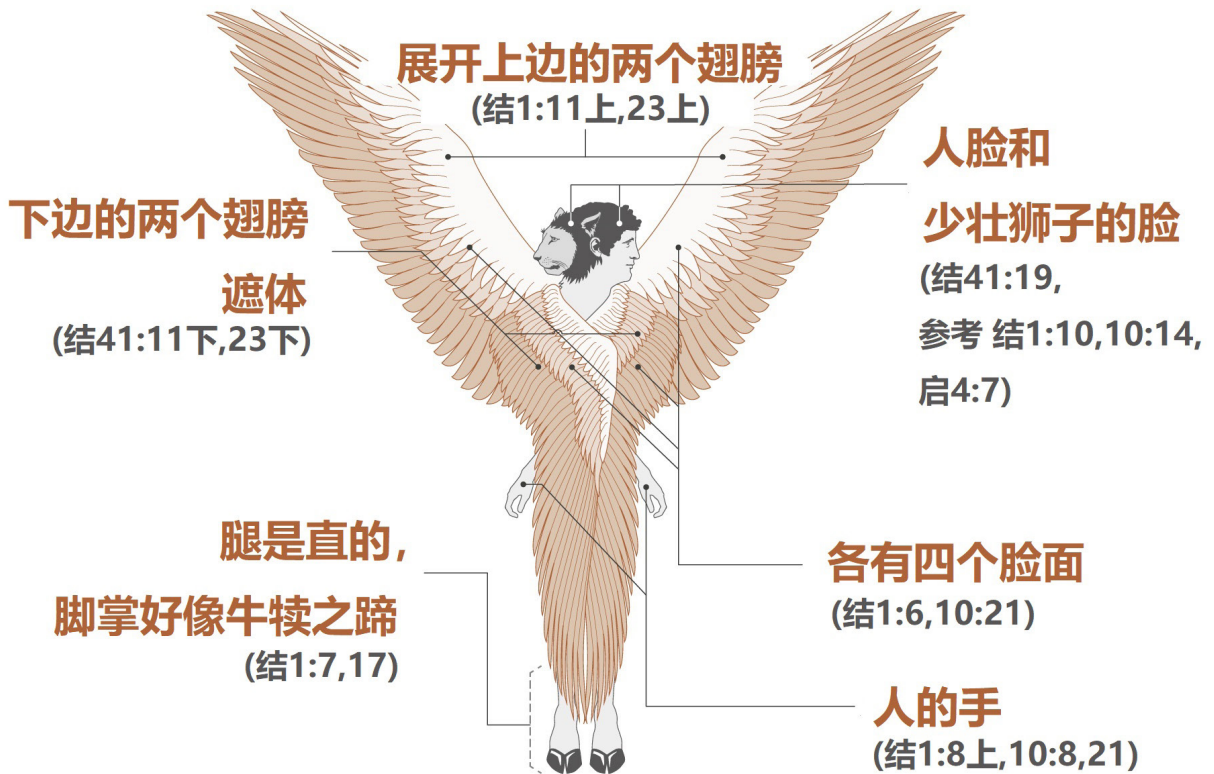 展开上边的两个翅膀
(结1:11上,23上)
人脸和
少壮狮子的脸
(结41:19,
参考 结1:10,10:14,
启4:7)
下边的两个翅膀
遮体
(结41:11下,23下)
腿是直的，
脚掌好像牛犊之蹄
(结1:7,17)
各有四个脸面
(结1:6,10:21)
人的手
(结1:8上,10:8,21)